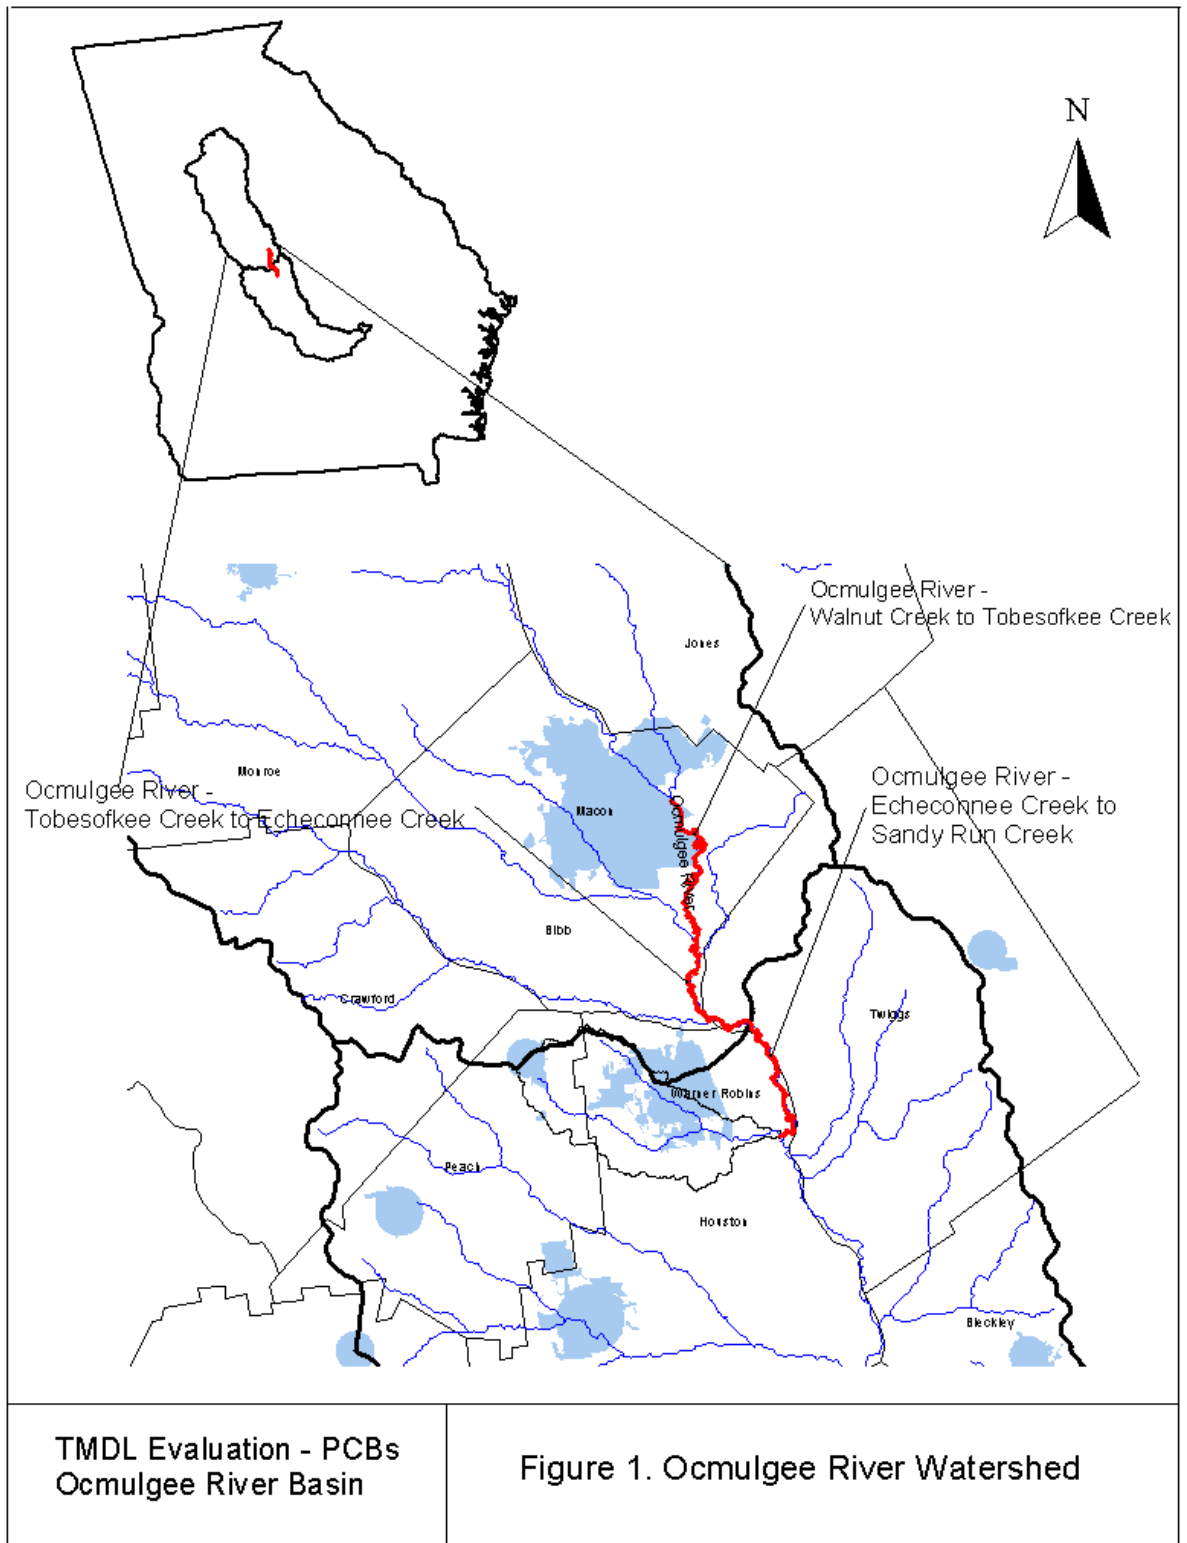 N
Ocmulgee River -
Walnut Creek to Tobesofkee Creek
Jones
Monroe
Ocmulgee River -
Tobesofkee Creek to Echeconnee Creek
Ocmulgee River -
Echeconnee Creek to
Sandy Run Creek
Macon
Ocmulgee River
Bibb
Crawford
Twiggs
Warner Robins
Peach
Houston
Bleckley
TMDL Evaluation - PCBs
Ocmulgee River Basin
Figure 1. Ocmulgee River Watershed